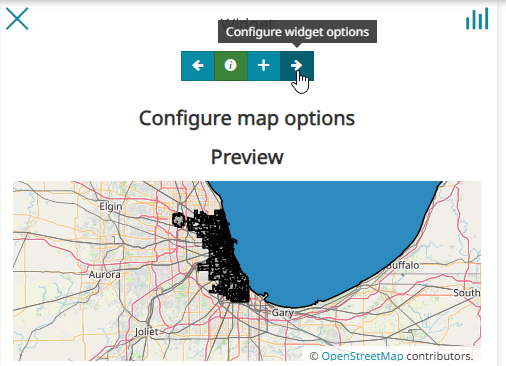 Widget
Configure widget options
Configure map options
Preview
Elgin
Aurora
Joliet
Gary
Buffalo
South
© OpenStreetMap contributors.